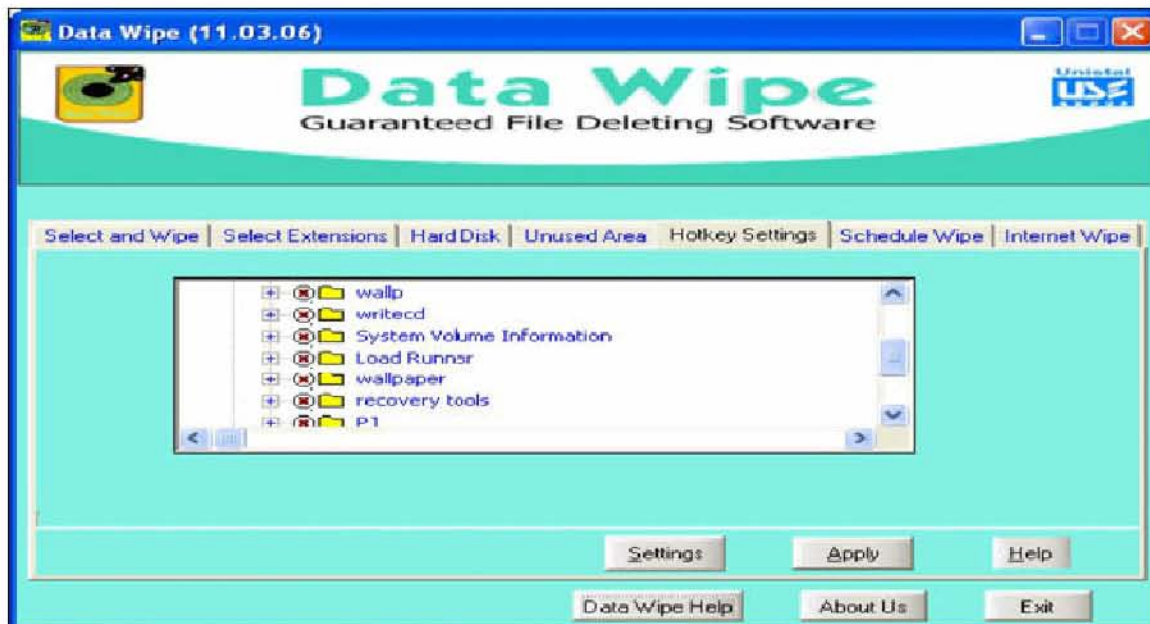 Data Wipe (11.03.06)
Data Wipe
Guaranteed File Deleting Software
Unistal
Select and Wipe
Select Extensions
Hard Disk
Unused Area
Hotkey Settings
Schedule Wipe
Internet Wipe
wallp
writecd
System Volume Information
Load Runner
wallpaper
recovery tools
P1
Settings
Apply
Help
Data Wipe Help
About Us
Exit